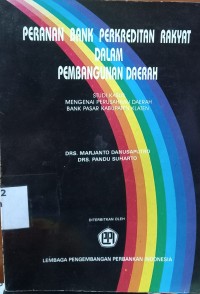 PERANAN BANK PERKREDITAN RAKYAT
DALAM
PEMBANGUNAN DAERAH
STUDI KASUS
MENGENAI PERUSAHAAN DAERAH
BANK PASAR KABUPATEN KLATEN
DRS. MARJANTO DANUSAPUTRO
DRS. PANDU SUHARTO
DITERBITKAN OLEH
LEMBAGA PENGEMBANGAN PERBANKAN INDONESIA